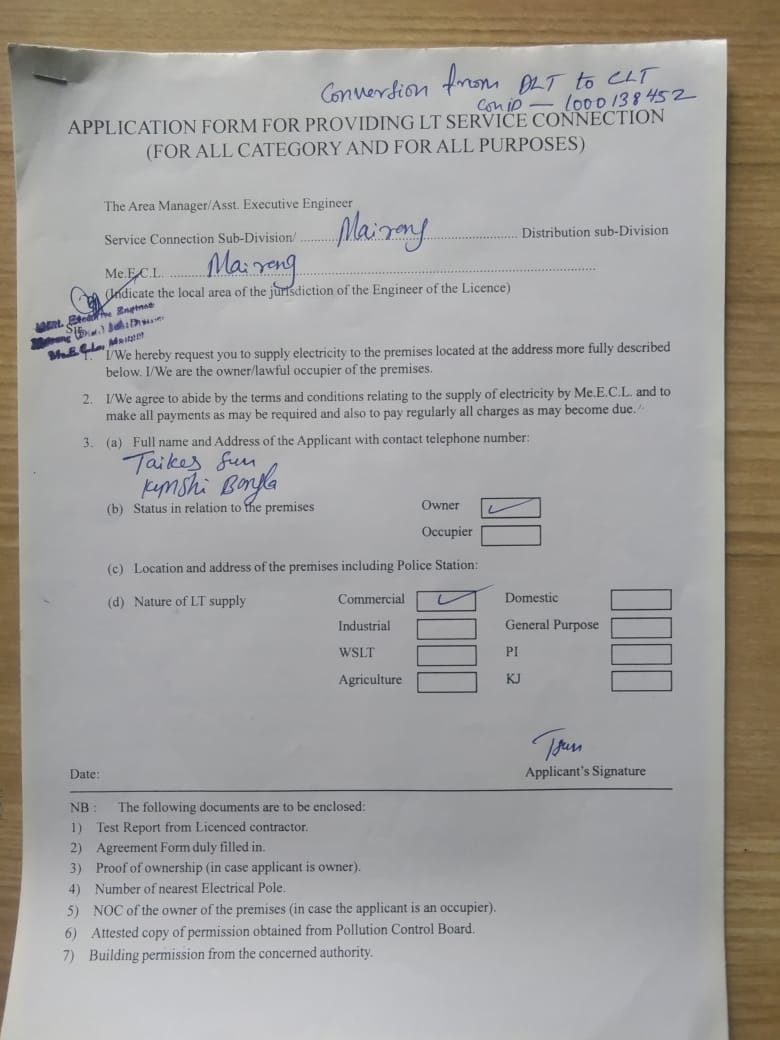 Conversion from DLT to CLT
Con ID — 1000138452
APPLICATION FORM FOR PROVIDING LT SERVICE CONNECTION
(FOR ALL CATEGORY AND FOR ALL PURPOSES)
The Area Manager/Asst. Executive Engineer
Service Connection Sub-Division/ ..........Mairang.......... Distribution sub-Division
Me.E.C.L. ..........Mairang..........
(Indicate the local area of the jurisdiction of the Engineer of the Licence)
Asstt. Executive Engineer
Sir,
Mairang (Distri.) Sub-Division
Me.E.C.L., Mairang
1. I/We hereby request you to supply electricity to the premises located at the address more fully described
below. I/We are the owner/lawful occupier of the premises.
2. I/We agree to abide by the terms and conditions relating to the supply of electricity by Me.E.C.L. and to
make all payments as may be required and also to pay regularly all charges as may become due.
3. (a) Full name and Address of the Applicant with contact telephone number:
Taikes Sun
Kynshi Bangla
(b) Status in relation to the premises Owner ✓
Occupier
(c) Location and address of the premises including Police Station:
(d) Nature of LT supply Commercial ✓ Domestic
Industrial General Purpose
WSLT PI
Agriculture KJ
Tsun
Date: Applicant's Signature
NB : The following documents are to be enclosed:
1) Test Report from Licenced contractor.
2) Agreement Form duly filled in.
3) Proof of ownership (in case applicant is owner).
4) Number of nearest Electrical Pole.
5) NOC of the owner of the premises (in case the applicant is an occupier).
6) Attested copy of permission obtained from Pollution Control Board.
7) Building permission from the concerned authority.